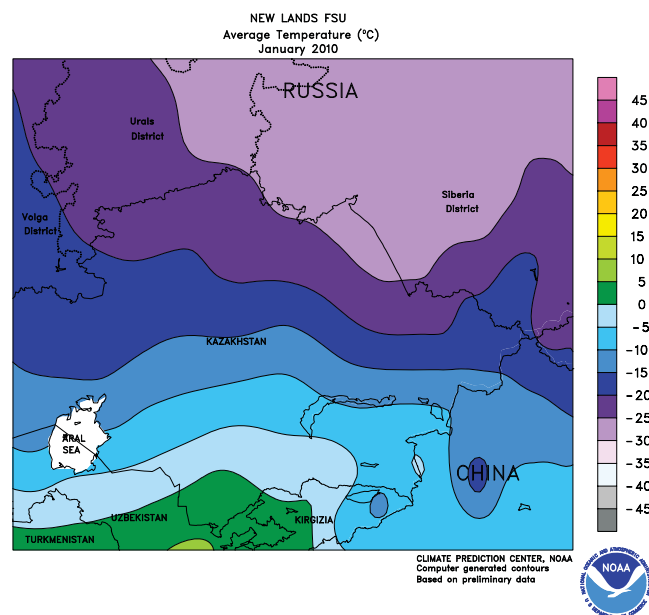 NEW LANDS FSU
Average Temperature (°C)
January 2010
RUSSIA
Urals
District
Siberia
District
Volga
District
KAZAKHSTAN
ARAL
SEA
CHINA
UZBEKISTAN
KIRGIZIA
TURKMENISTAN
45
40
35
30
25
20
15
10
5
0
-5
-10
-15
-20
-25
-30
-35
-40
-45
CLIMATE PREDICTION CENTER, NOAA
Computer generated contours
Based on preliminary data
NOAA